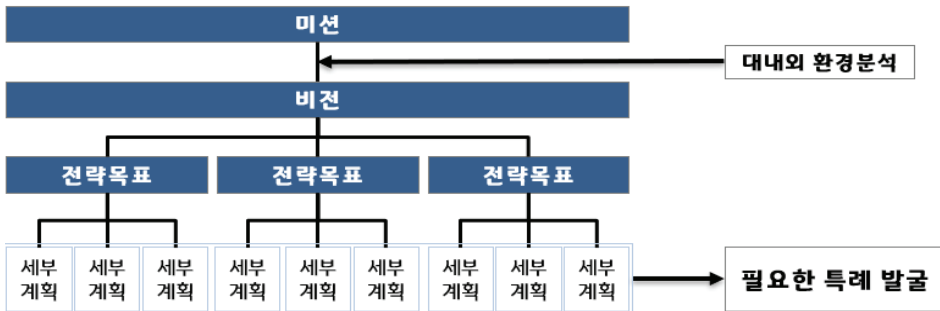 미션
대내외 환경분석
비전
전략목표 전략목표 전략목표
세부 세부 세부 세부 세부 세부 세부 세부 세부
계획 계획 계획 계획 계획 계획 계획 계획 계획
필요한 특례 발굴